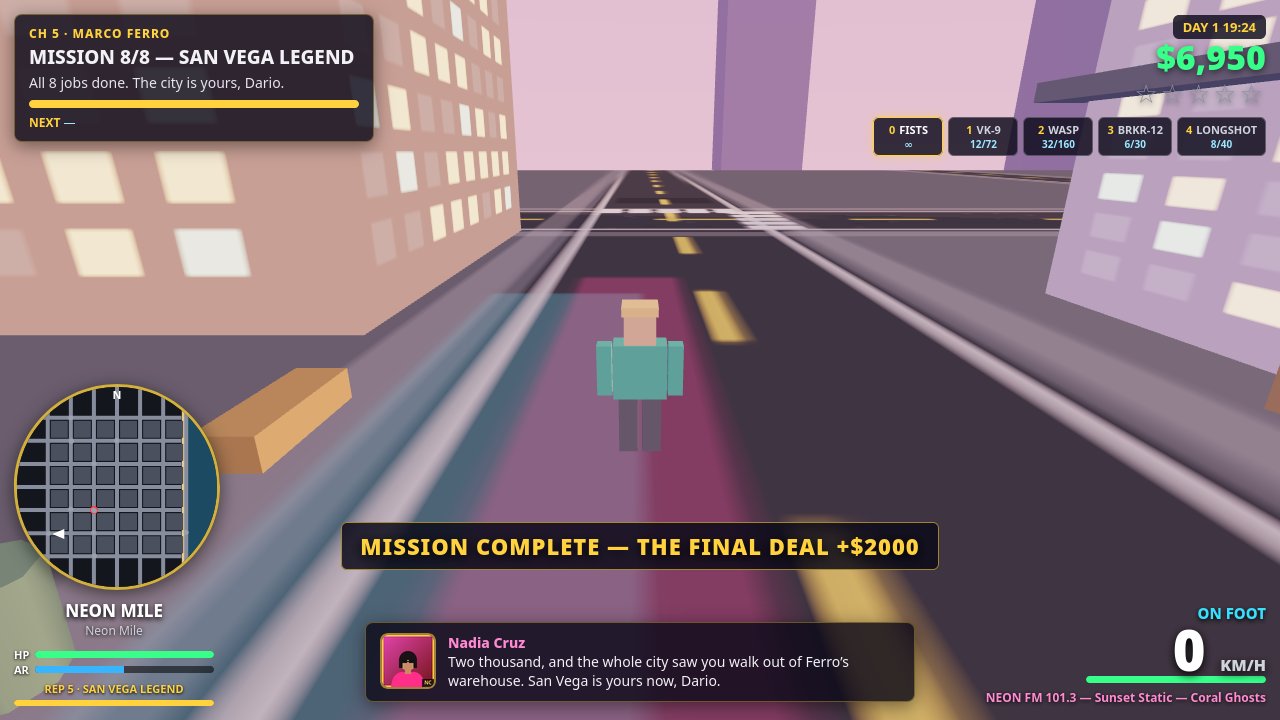 CH 5 · MARCO FERRO
MISSION 8/8 — SAN VEGA LEGEND
All 8 jobs done. The city is yours, Dario.
NEXT —
DAY 1 19:24
$6,950
0 FISTS
∞
1 VK-9
12/72
2 WASP
32/160
3 BRKR-12
6/30
4 LONGSHOT
8/40
N
NEON MILE
Neon Mile
HP
AR
REP 5 · SAN VEGA LEGEND
MISSION COMPLETE — THE FINAL DEAL +$2000
Nadia Cruz
Two thousand, and the whole city saw you walk out of Ferro's
warehouse. San Vega is yours now, Dario.
NC
ON FOOT
0 KM/H
NEON FM 101.3 — Sunset Static — Coral Ghosts